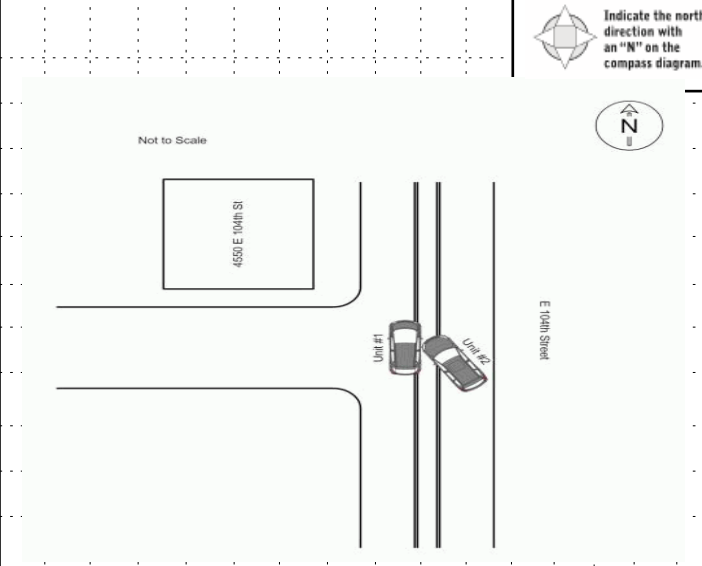 Indicate the north
direction with
an "N" on the
compass diagram.
N
Not to Scale
4550 E 104th St
E 104th Street
Unit #1
Unit #2